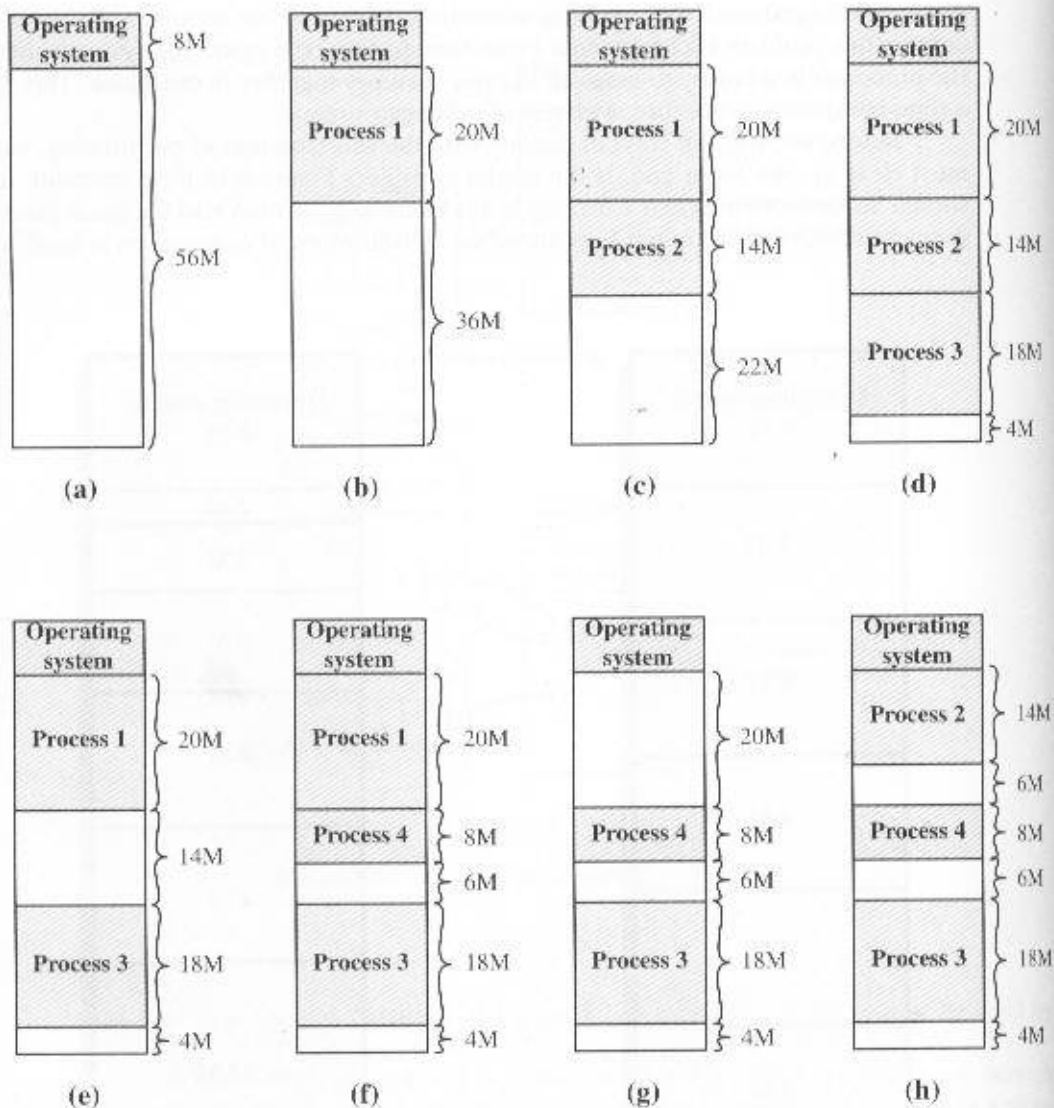 Operating
system
8M
56M
(a)
Operating
system
Process 1
20M
36M
(b)
Operating
system
Process 1
20M
Process 2
14M
22M
(c)
Operating
system
Process 1
20M
Process 2
14M
Process 3
18M
4M
(d)
Operating
system
Process 1
20M
14M
Process 3
18M
4M
(e)
Operating
system
Process 1
20M
Process 4
8M
6M
Process 3
18M
4M
(f)
Operating
system
20M
Process 4
8M
6M
Process 3
18M
4M
(g)
Operating
system
Process 2
14M
6M
Process 4
8M
6M
Process 3
18M
4M
(h)